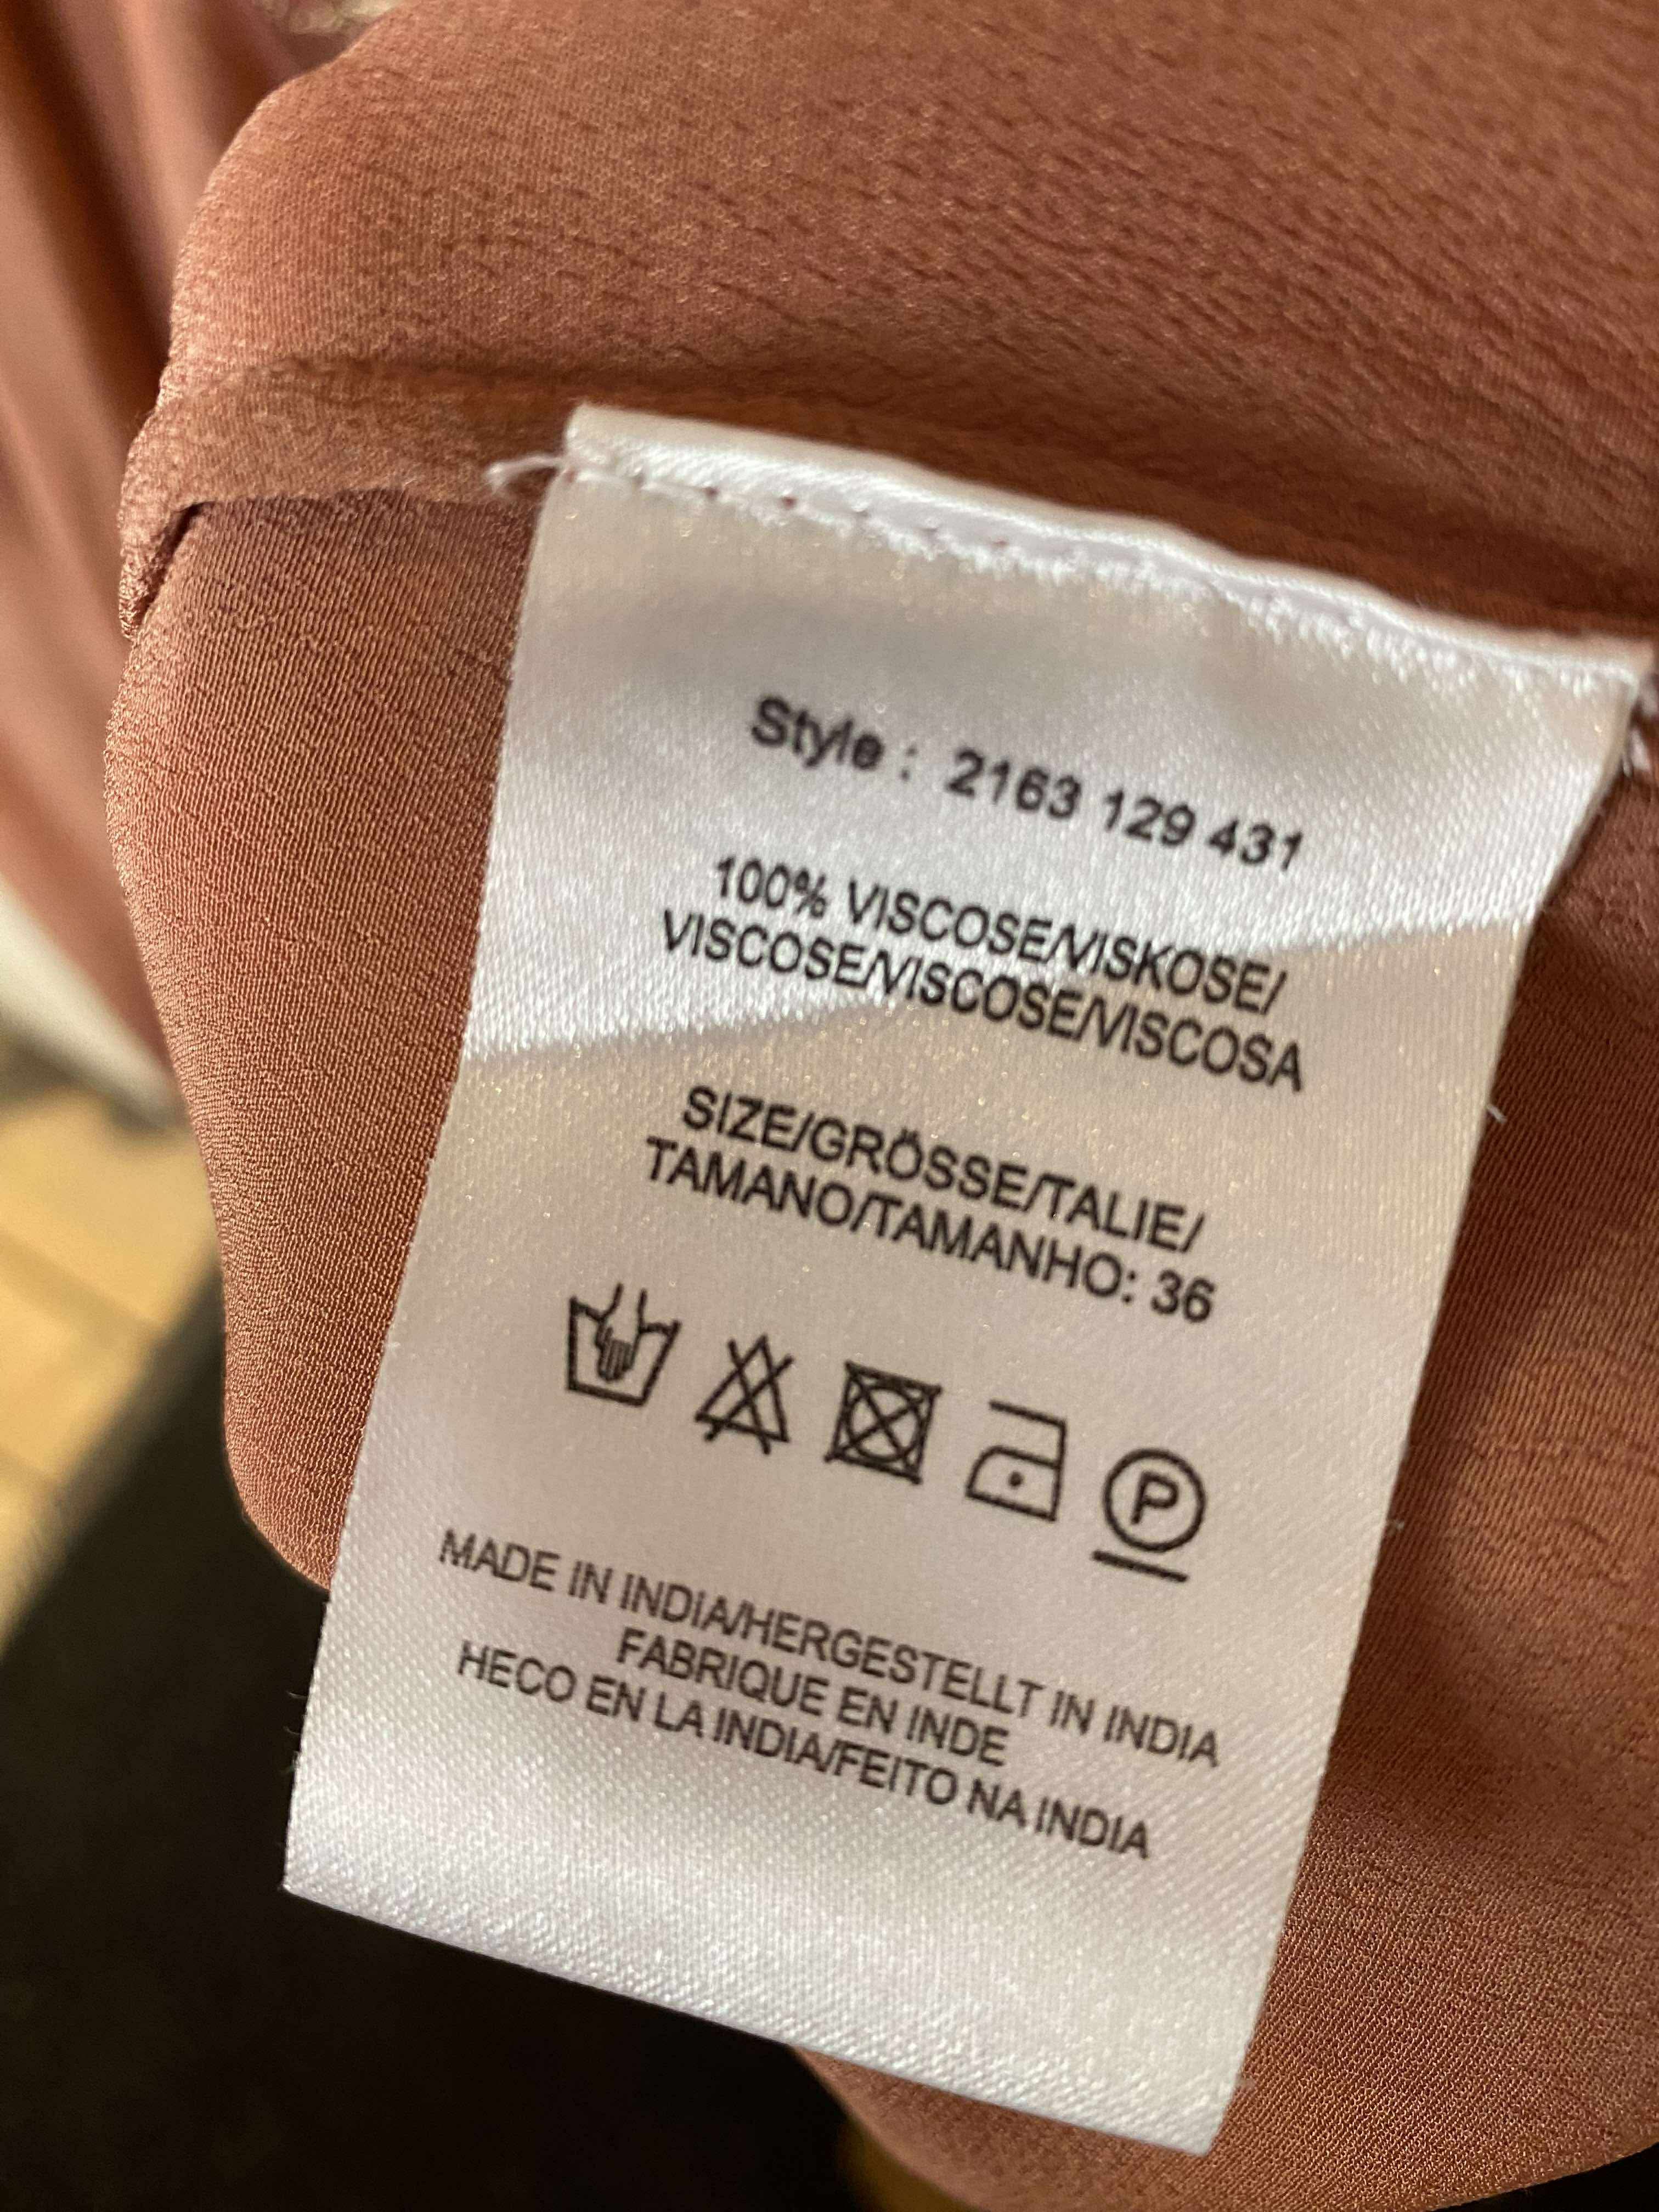 Style : 2163 129 431
100% VISCOSE/VISKOSE/
VISCOSE/VISCOSE/VISCOSA
SIZE/GRÖSSE/TALIE/
TAMANO/TAMANHO: 36
P
MADE IN INDIA/HERGESTELLT IN INDIA
FABRIQUE EN INDE
HECO EN LA INDIA/FEITO NA INDIA